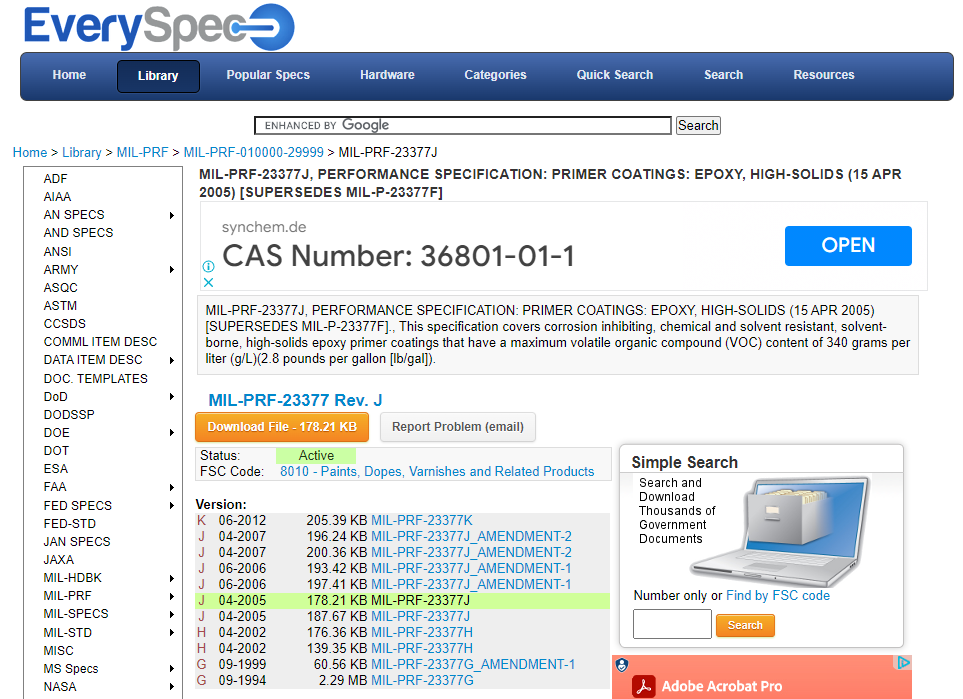 EverySpec
Home Library Popular Specs Hardware Categories Quick Search Search Resources
ENHANCED BY Google Search
Home > Library > MIL-PRF > MIL-PRF-010000-29999 > MIL-PRF-23377J
ADF
AIAA
AN SPECS
AND SPECS
ANSI
ARMY
ASQC
ASTM
CCSDS
COMML ITEM DESC
DATA ITEM DESC
DOC. TEMPLATES
DoD
DODSSP
DOE
DOT
ESA
FAA
FED SPECS
FED-STD
JAN SPECS
JAXA
MIL-HDBK
MIL-PRF
MIL-SPECS
MIL-STD
MISC
MS Specs
NASA
MIL-PRF-23377J, PERFORMANCE SPECIFICATION: PRIMER COATINGS: EPOXY, HIGH-SOLIDS (15 APR
2005) [SUPERSEDES MIL-P-23377F]
synchem.de
CAS Number: 36801-01-1
OPEN
MIL-PRF-23377J, PERFORMANCE SPECIFICATION: PRIMER COATINGS: EPOXY, HIGH-SOLIDS (15 APR 2005)
[SUPERSEDES MIL-P-23377F]., This specification covers corrosion inhibiting, chemical and solvent resistant, solvent-
borne, high-solids epoxy primer coatings that have a maximum volatile organic compound (VOC) content of 340 grams per
liter (g/L)(2.8 pounds per gallon [lb/gal]).
MIL-PRF-23377 Rev. J
Download File - 178.21 KB Report Problem (email)
Status: Active
FSC Code: 8010 - Paints, Dopes, Varnishes and Related Products
Version:
K 06-2012 205.39 KB MIL-PRF-23377K
J 04-2007 196.24 KB MIL-PRF-23377J_AMENDMENT-2
J 04-2007 200.36 KB MIL-PRF-23377J_AMENDMENT-2
J 06-2006 193.42 KB MIL-PRF-23377J_AMENDMENT-1
J 06-2006 197.41 KB MIL-PRF-23377J_AMENDMENT-1
J 04-2005 178.21 KB MIL-PRF-23377J
J 04-2005 187.67 KB MIL-PRF-23377J
H 04-2002 176.36 KB MIL-PRF-23377H
H 04-2002 139.35 KB MIL-PRF-23377H
G 09-1999 60.56 KB MIL-PRF-23377G_AMENDMENT-1
G 09-1994 2.29 MB MIL-PRF-23377G
Simple Search
Search and
Download
Thousands of
Government
Documents
Number only or Find by FSC code
Search
Adobe Acrobat Pro